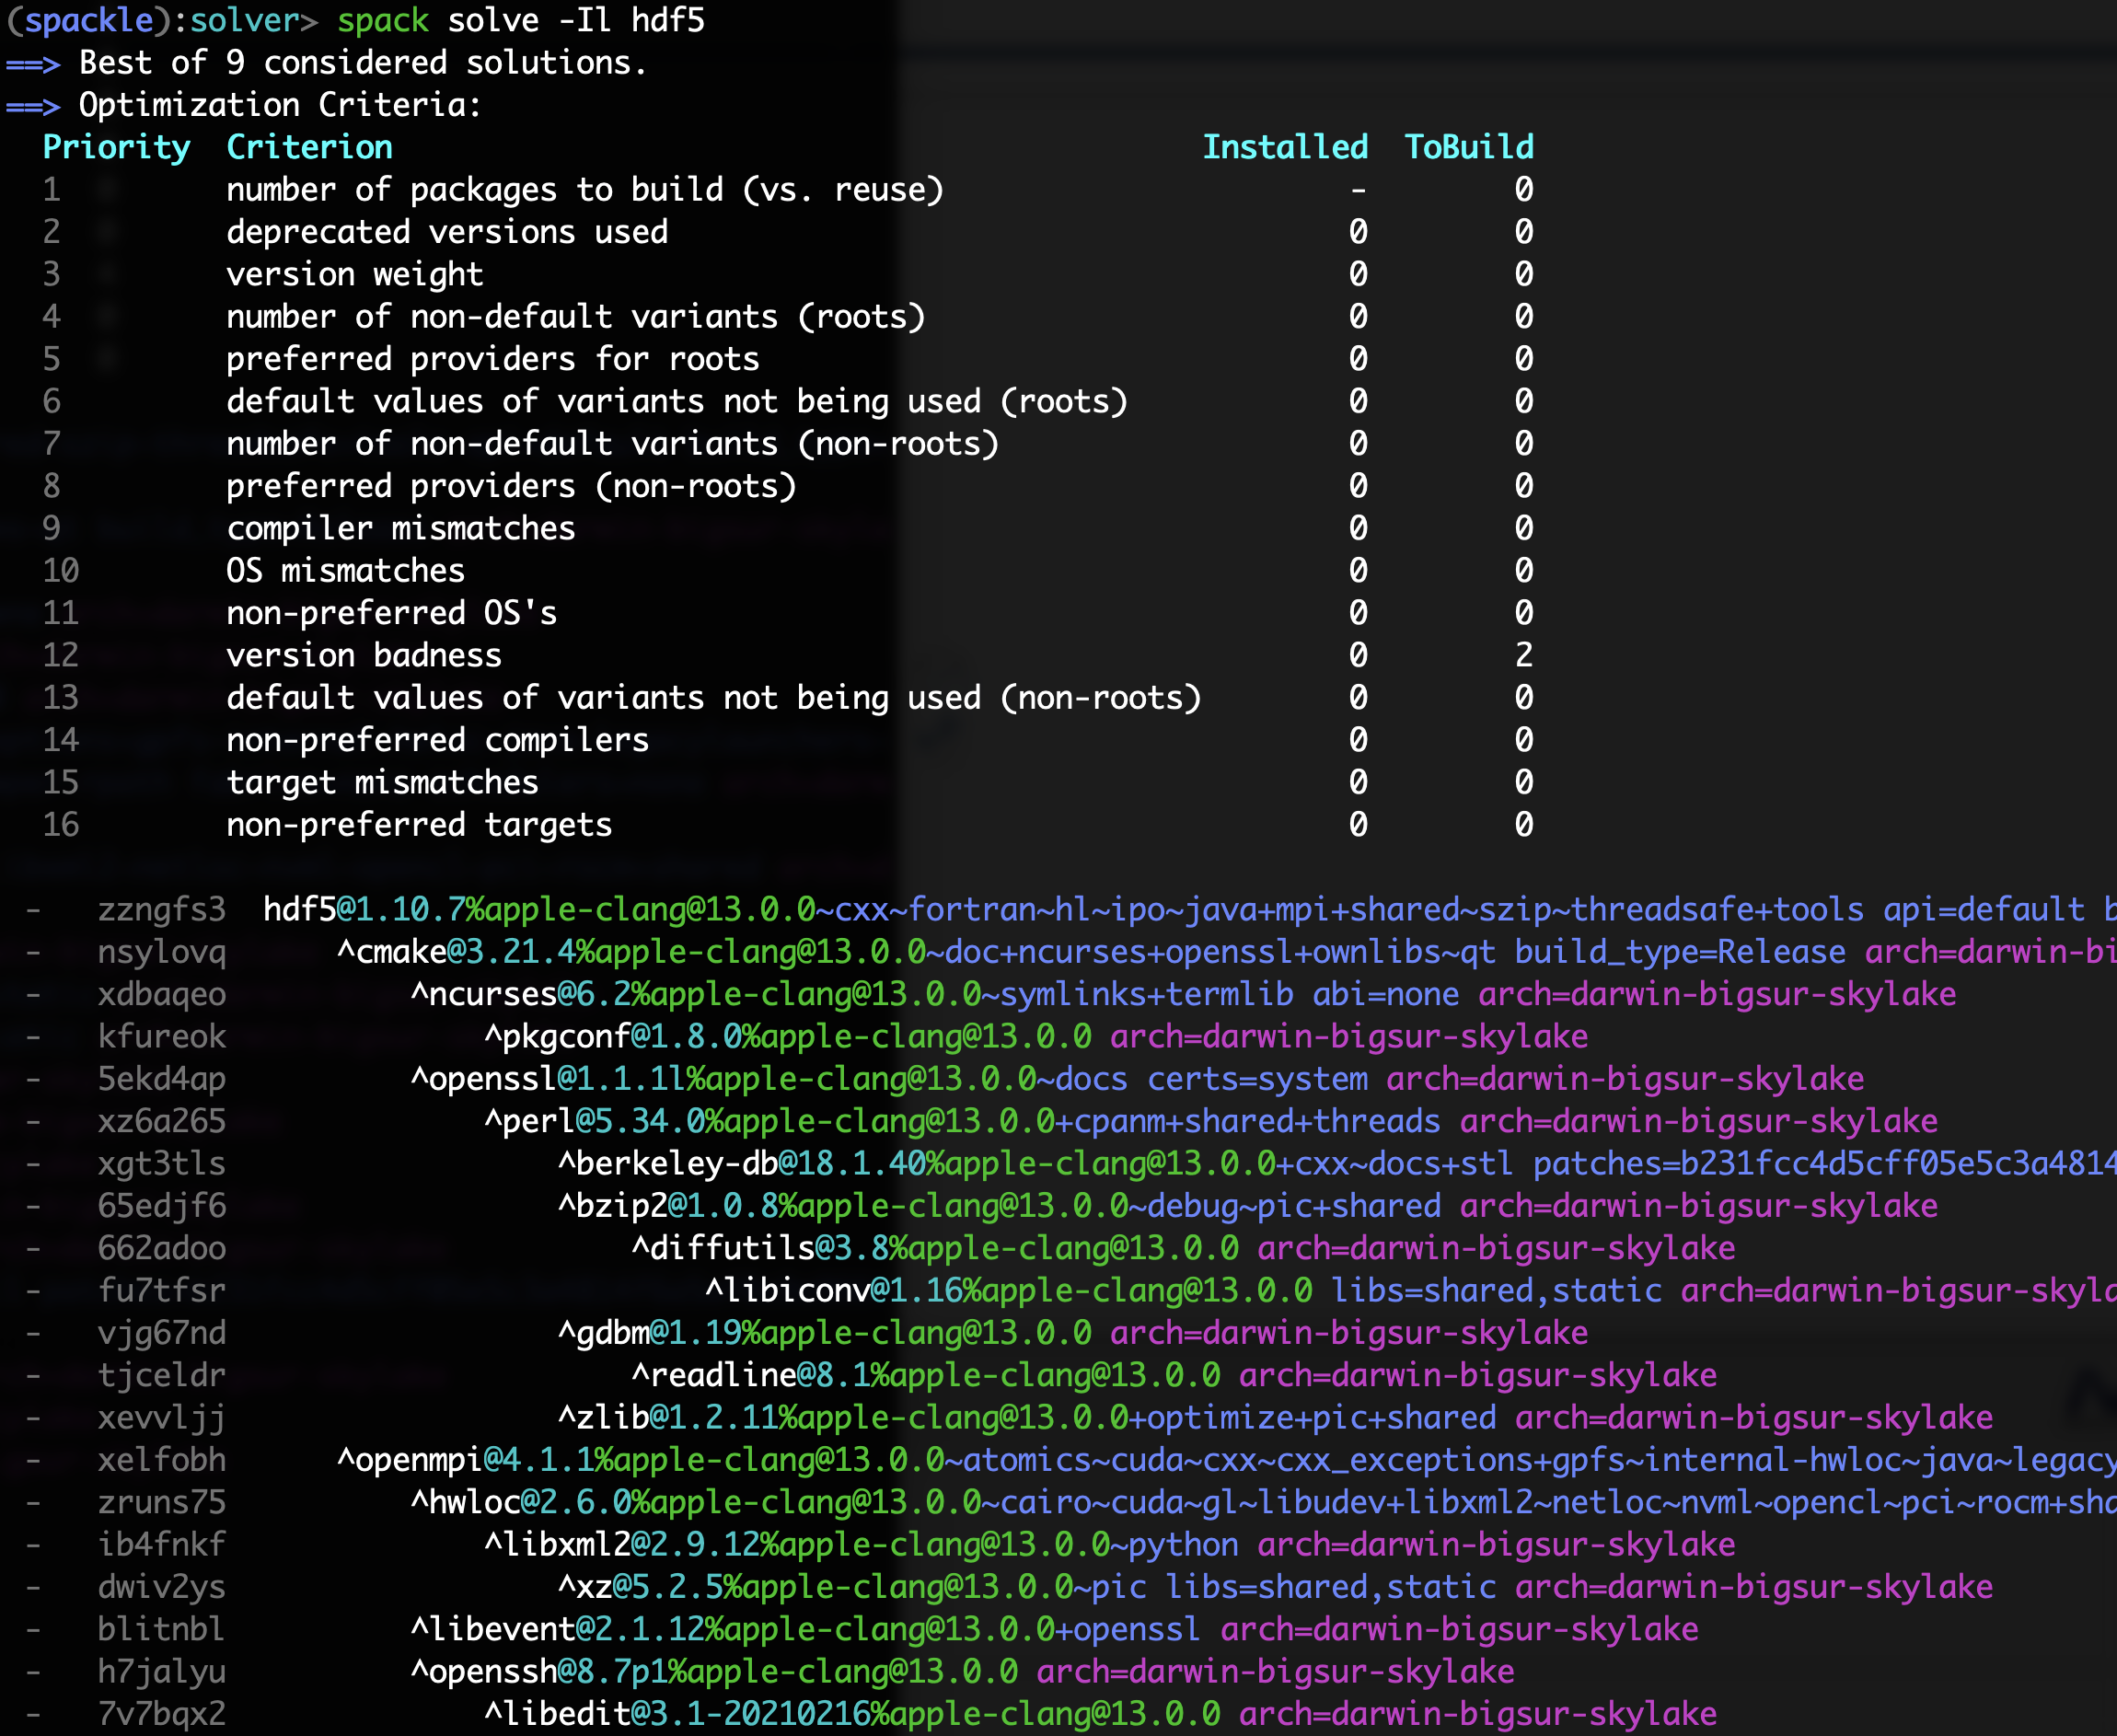 (spackle):solver> spack solve -Il hdf5
==> Best of 9 considered solutions.
==> Optimization Criteria:
Priority  Criterion  Installed  ToBuild
1  number of packages to build (vs. reuse)  -  0
2  deprecated versions used  0  0
3  version weight  0  0
4  number of non-default variants (roots)  0  0
5  preferred providers for roots  0  0
6  default values of variants not being used (roots)  0  0
7  number of non-default variants (non-roots)  0  0
8  preferred providers (non-roots)  0  0
9  compiler mismatches  0  0
10  OS mismatches  0  0
11  non-preferred OS's  0  0
12  version badness  0  2
13  default values of variants not being used (non-roots)  0  0
14  non-preferred compilers  0  0
15  target mismatches  0  0
16  non-preferred targets  0  0
-  zzngfs3  hdf5@1.10.7%apple-clang@13.0.0~cxx~fortran~hl~ipo~java+mpi+shared~szip~threadsafe+tools api=default b
-  nsylovq  ^cmake@3.21.4%apple-clang@13.0.0~doc+ncurses+openssl+ownlibs~qt build_type=Release arch=darwin-bi
-  xdbaqeo  ^ncurses@6.2%apple-clang@13.0.0~symlinks+termlib abi=none arch=darwin-bigsur-skylake
-  kfureok  ^pkgconf@1.8.0%apple-clang@13.0.0 arch=darwin-bigsur-skylake
-  5ekd4ap  ^openssl@1.1.1l%apple-clang@13.0.0~docs certs=system arch=darwin-bigsur-skylake
-  xz6a265  ^perl@5.34.0%apple-clang@13.0.0+cpanm+shared+threads arch=darwin-bigsur-skylake
-  xgt3tls  ^berkeley-db@18.1.40%apple-clang@13.0.0+cxx~docs+stl patches=b231fcc4d5cff05e5c3a4814
-  65edjf6  ^bzip2@1.0.8%apple-clang@13.0.0~debug~pic+shared arch=darwin-bigsur-skylake
-  662adoo  ^diffutils@3.8%apple-clang@13.0.0 arch=darwin-bigsur-skylake
-  fu7tfsr  ^libiconv@1.16%apple-clang@13.0.0 libs=shared,static arch=darwin-bigsur-skyla
-  vjg67nd  ^gdbm@1.19%apple-clang@13.0.0 arch=darwin-bigsur-skylake
-  tjceldr  ^readline@8.1%apple-clang@13.0.0 arch=darwin-bigsur-skylake
-  xevvljj  ^zlib@1.2.11%apple-clang@13.0.0+optimize+pic+shared arch=darwin-bigsur-skylake
-  xelfobh  ^openmpi@4.1.1%apple-clang@13.0.0~atomics~cuda~cxx~cxx_exceptions+gpfs~internal-hwloc~java~legacy
-  zruns75  ^hwloc@2.6.0%apple-clang@13.0.0~cairo~cuda~gl~libudev+libxml2~netloc~nvml~opencl~pci~rocm+sha
-  ib4fnkf  ^libxml2@2.9.12%apple-clang@13.0.0~python arch=darwin-bigsur-skylake
-  dwiv2ys  ^xz@5.2.5%apple-clang@13.0.0~pic libs=shared,static arch=darwin-bigsur-skylake
-  blitnbl  ^libevent@2.1.12%apple-clang@13.0.0+openssl arch=darwin-bigsur-skylake
-  h7jalyu  ^openssh@8.7p1%apple-clang@13.0.0 arch=darwin-bigsur-skylake
-  7v7bqx2  ^libedit@3.1-20210216%apple-clang@13.0.0 arch=darwin-bigsur-skylake